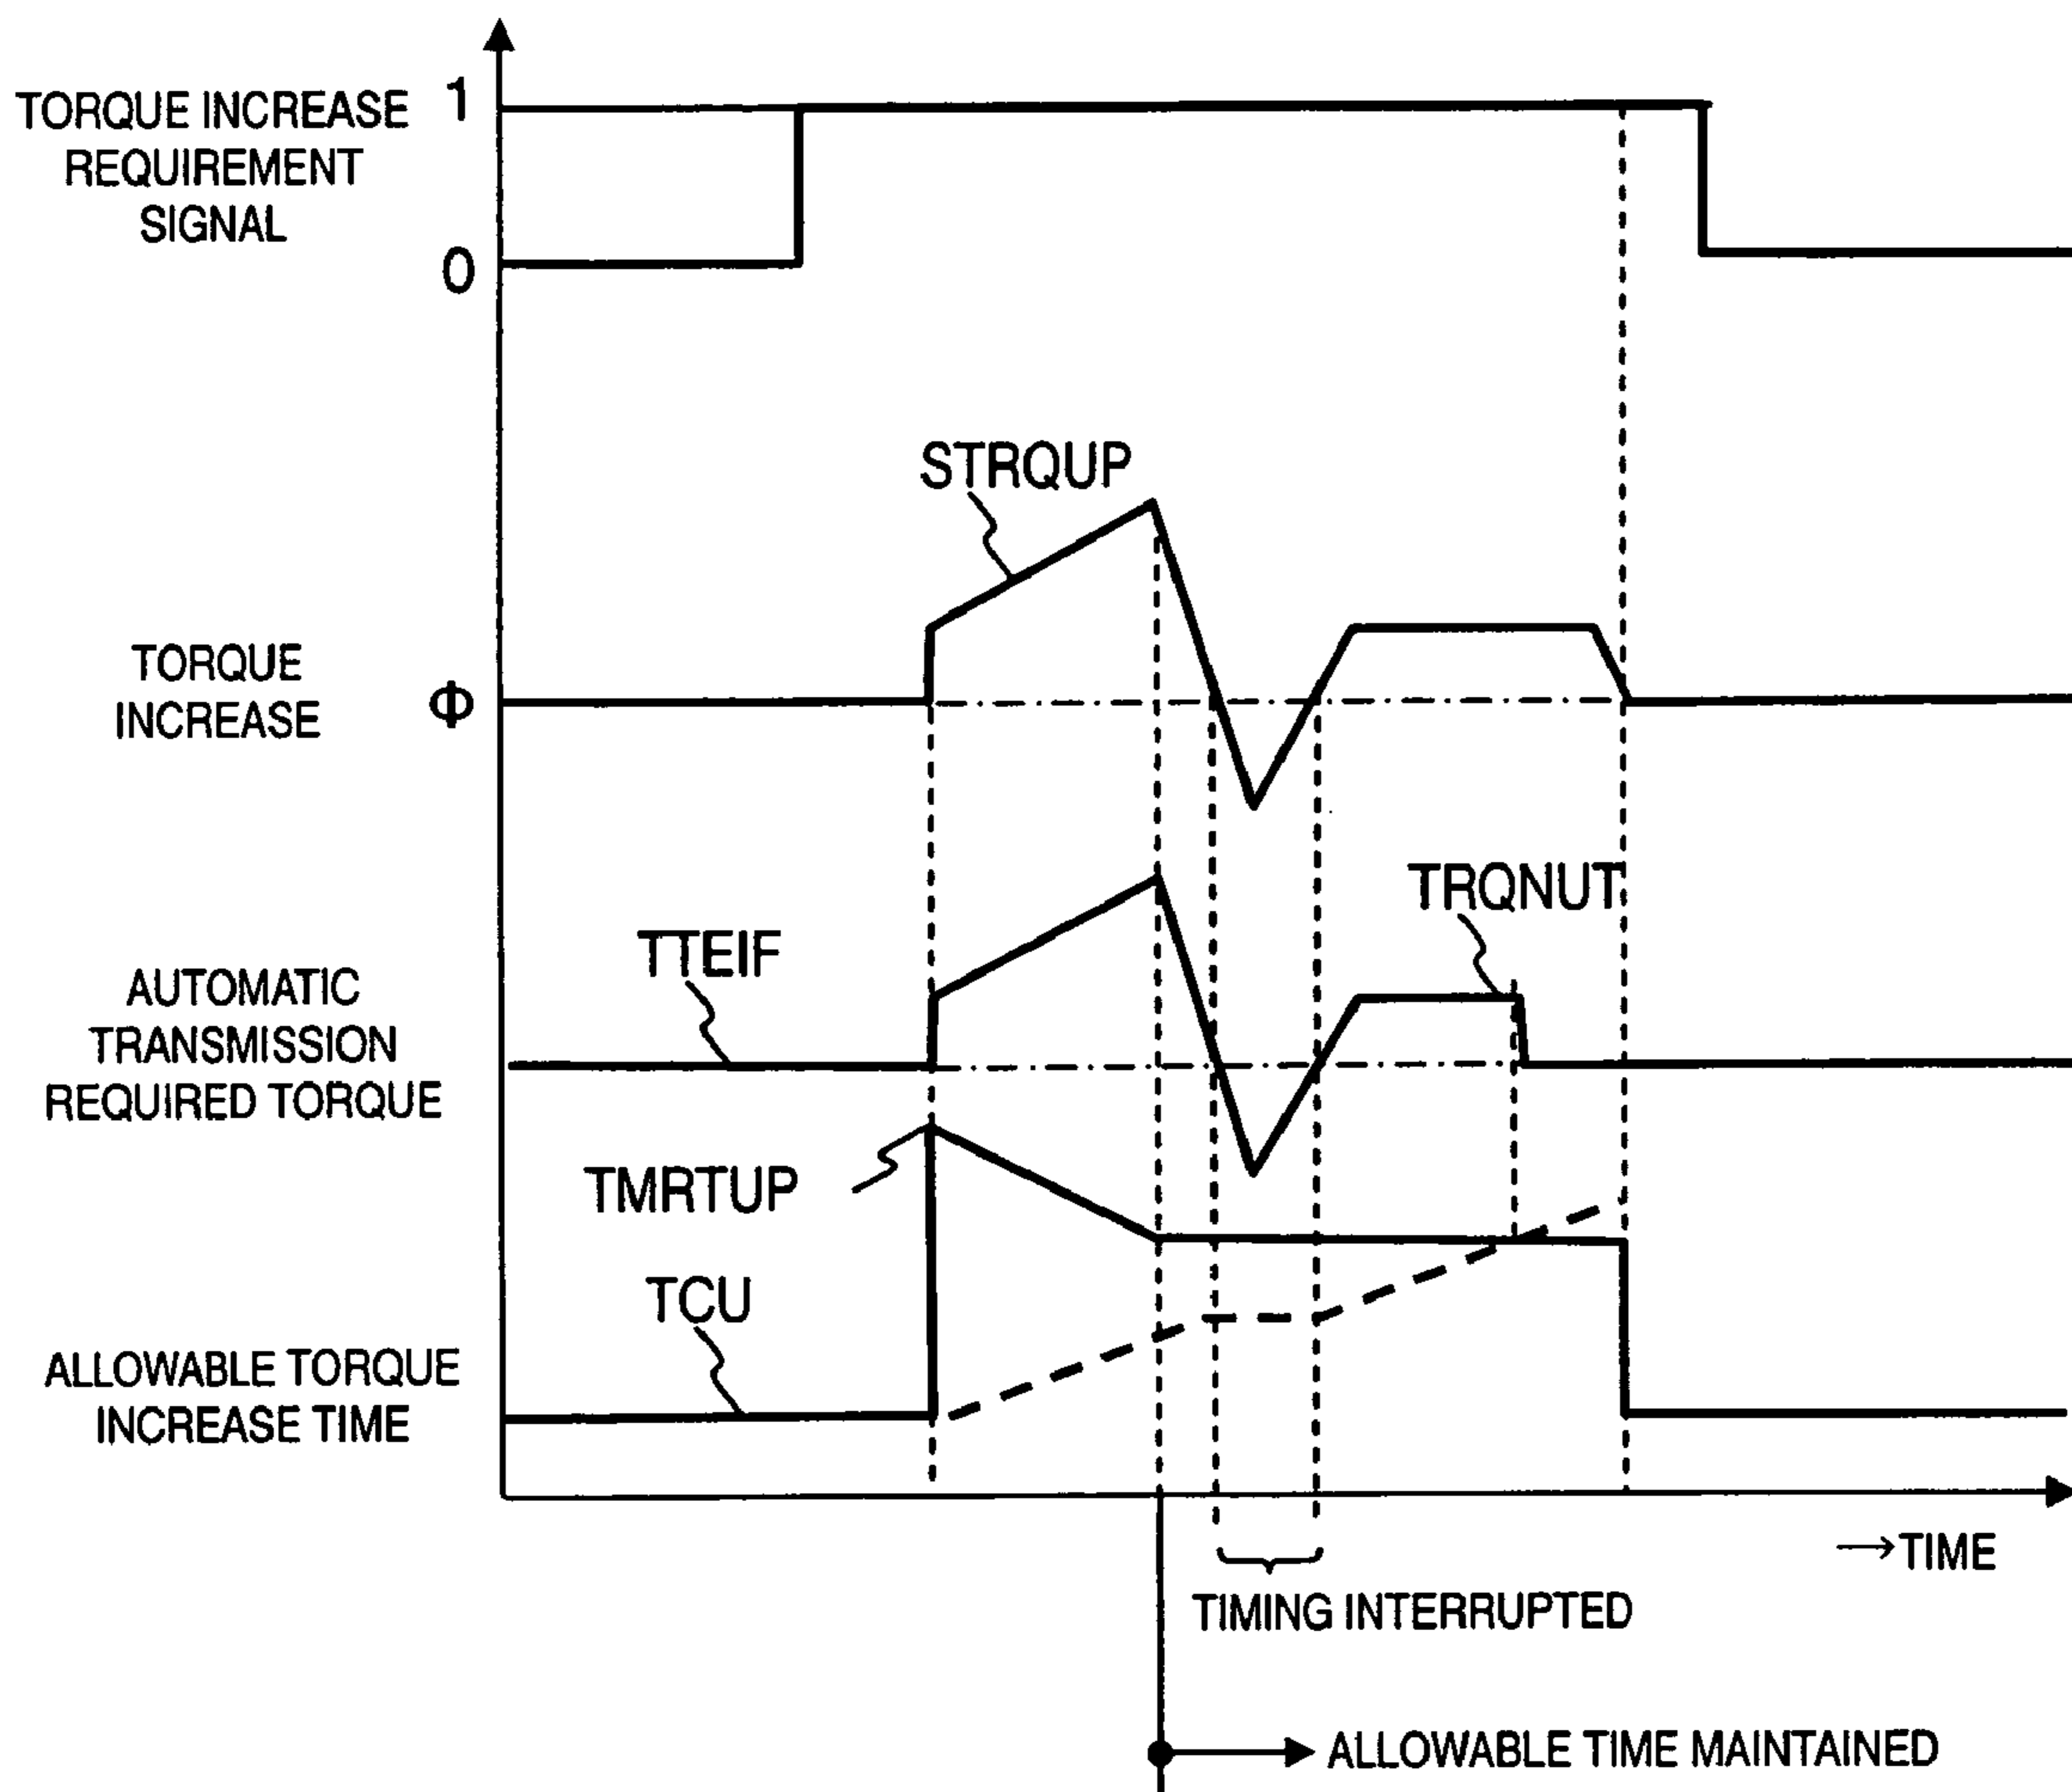 TORQUE INCREASE
REQUIREMENT
SIGNAL
1
0
STRQUP
TORQUE
INCREASE
Φ
TRQNUT
TTEIF
AUTOMATIC
TRANSMISSION
REQUIRED TORQUE
TMRTUP
TCU
ALLOWABLE TORQUE
INCREASE TIME
→TIME
TIMING INTERRUPTED
ALLOWABLE TIME MAINTAINED